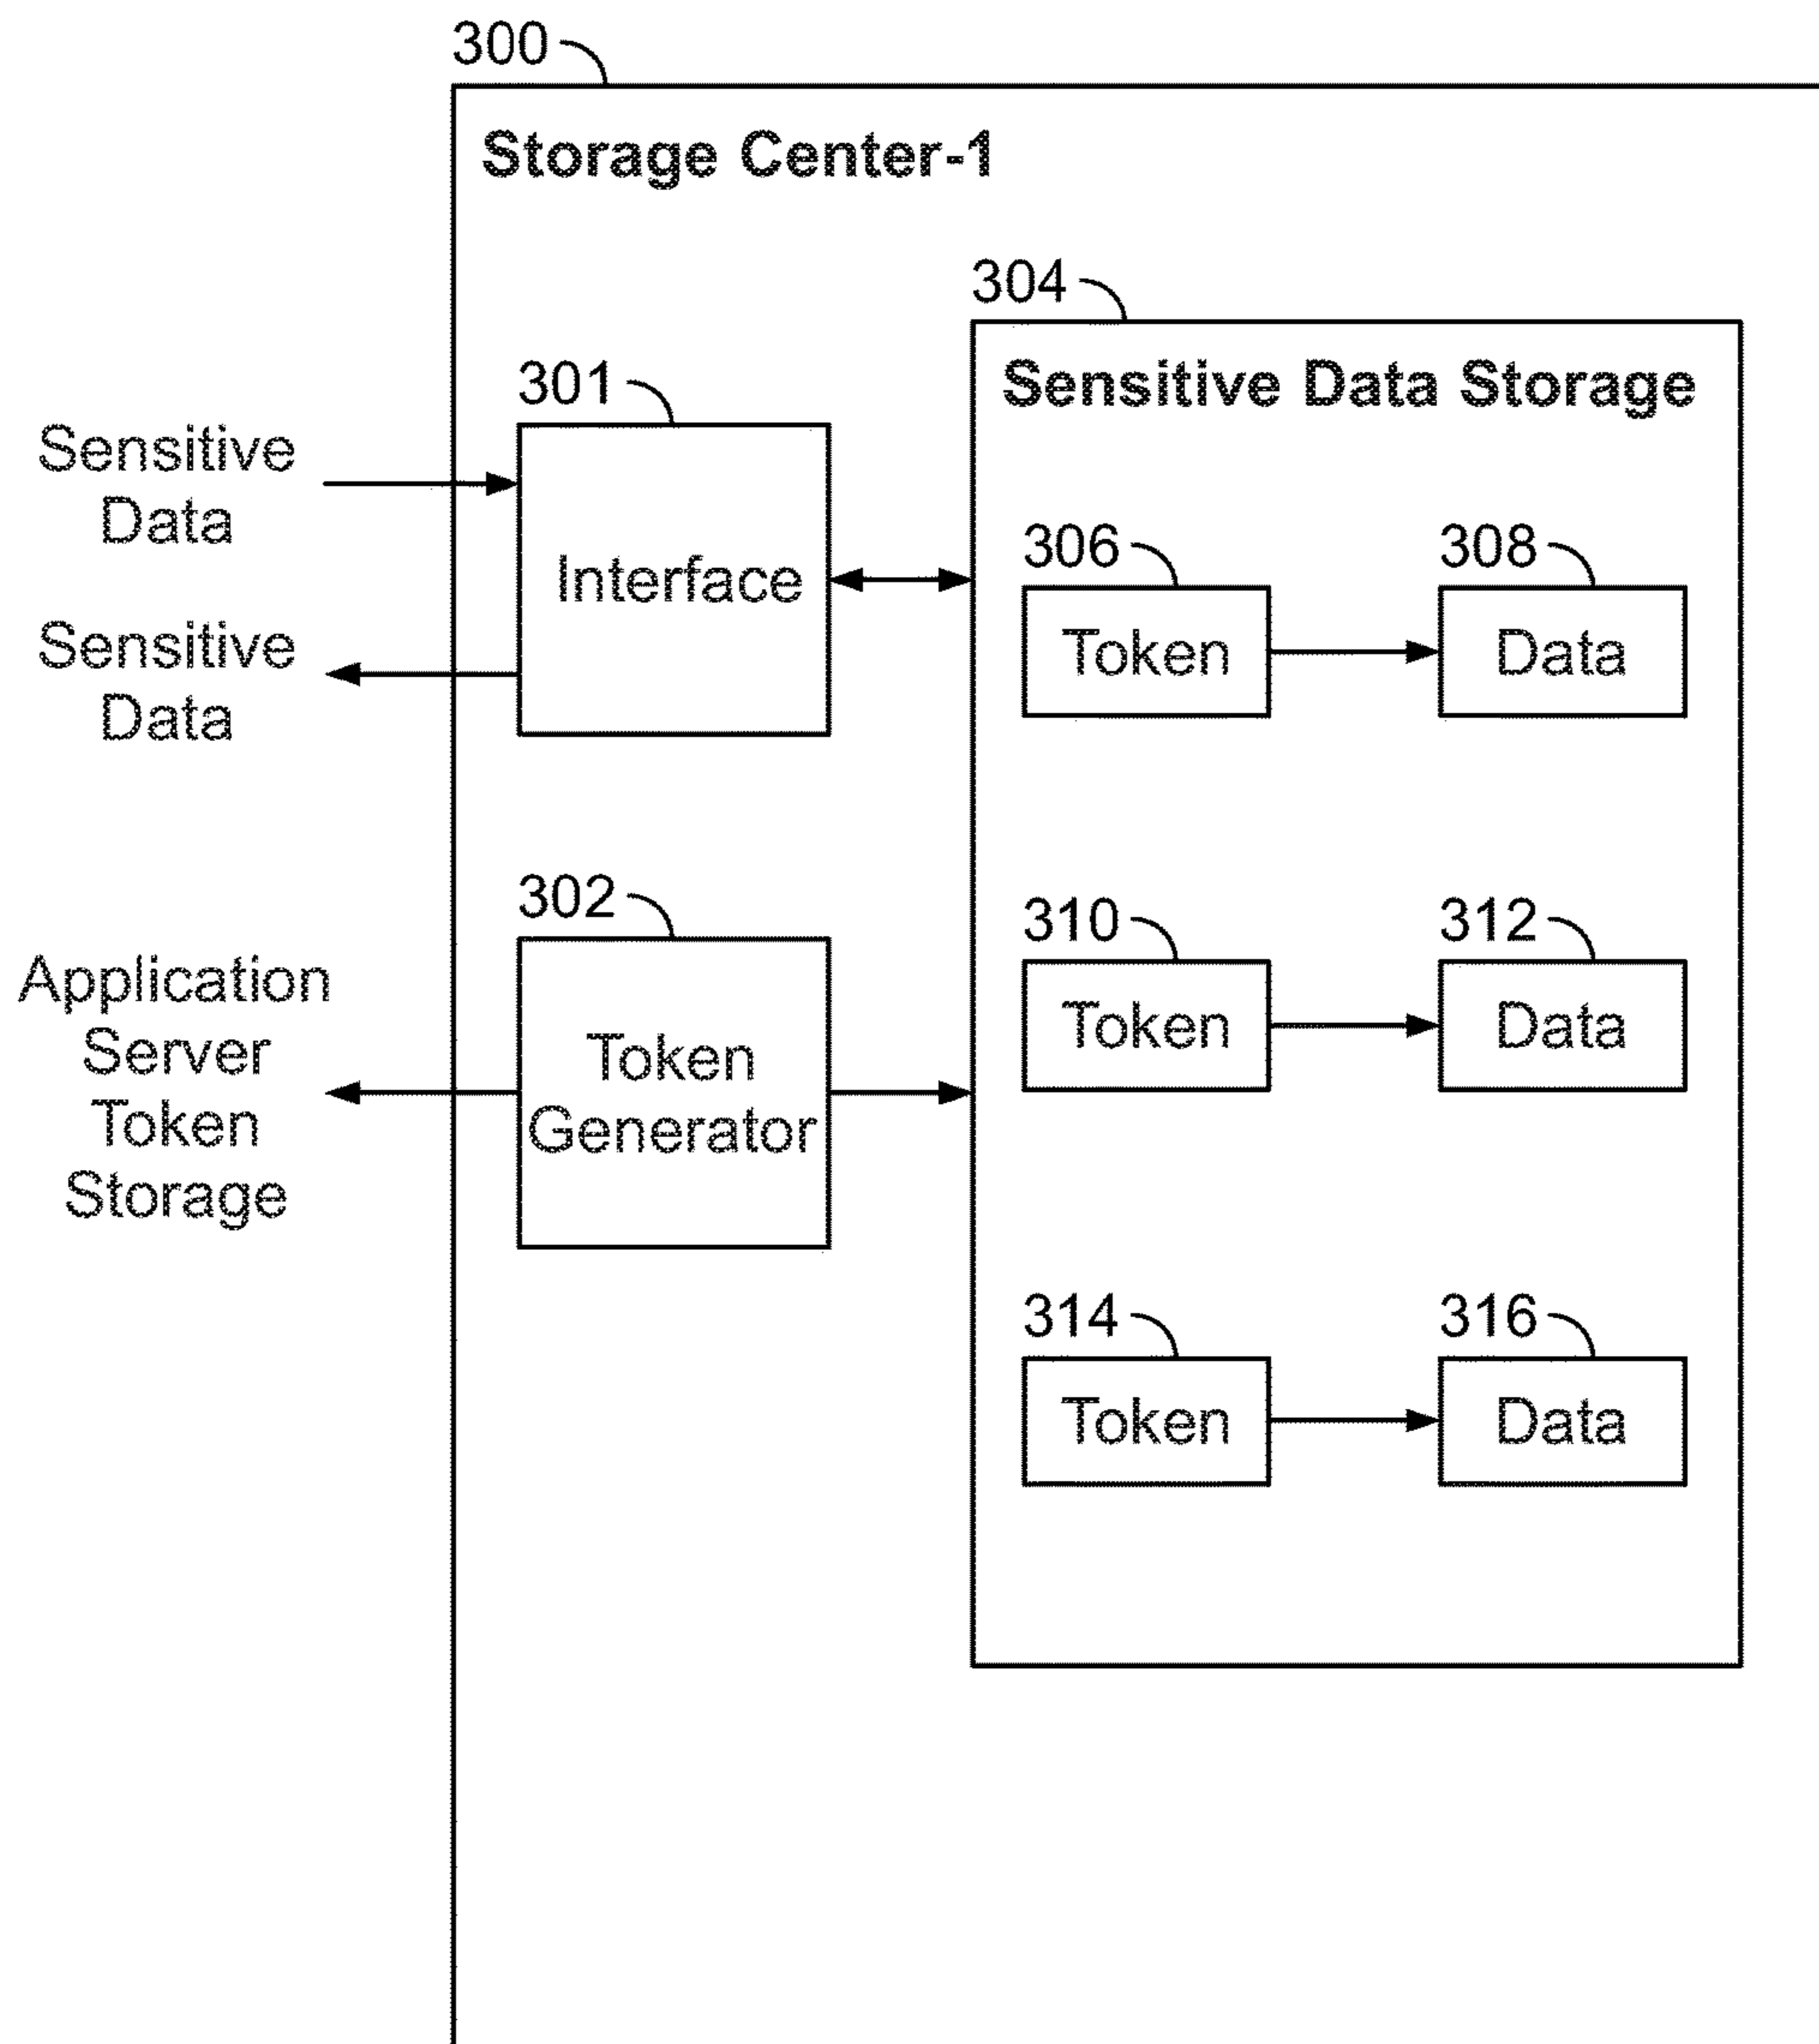 300
Storage Center-1
304
Sensitive Data Storage
301
Sensitive
Data
Interface
Sensitive
Data
306
Token
308
Data
302
Token
Generator
Application
Server
Token
Storage
310
Token
312
Data
314
Token
316
Data